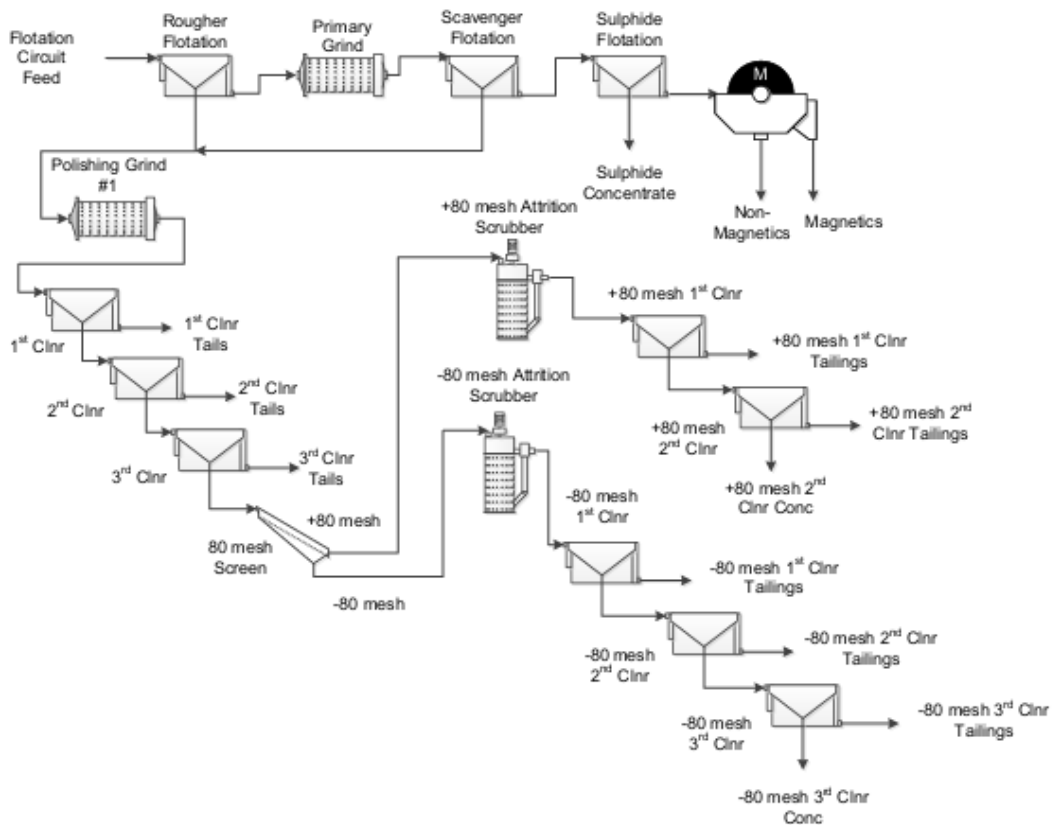 Flotation
Circuit
Feed
Rougher
Flotation
Primary
Grind
Scavenger
Flotation
Sulphide
Flotation
M
Sulphide
Concentrate
Non-
Magnetics
Magnetics
Polishing Grind
#1
+80 mesh Attrition
Scrubber
1st Clnr
1st Clnr
Tails
2nd Clnr
2nd Clnr
Tails
3rd Clnr
3rd Clnr
Tails
80 mesh
Screen
+80 mesh
-80 mesh
+80 mesh 1st Clnr
+80 mesh 1st Clnr
Tailings
+80 mesh
2nd Clnr
+80 mesh 2nd
Clnr Tailings
+80 mesh 2nd
Clnr Conc
-80 mesh Attrition
Scrubber
-80 mesh
1st Clnr
-80 mesh 1st Clnr
Tailings
-80 mesh
2nd Clnr
-80 mesh 2nd Clnr
Tailings
-80 mesh
3rd Clnr
-80 mesh 3rd Clnr
Tailings
-80 mesh 3rd Clnr
Conc